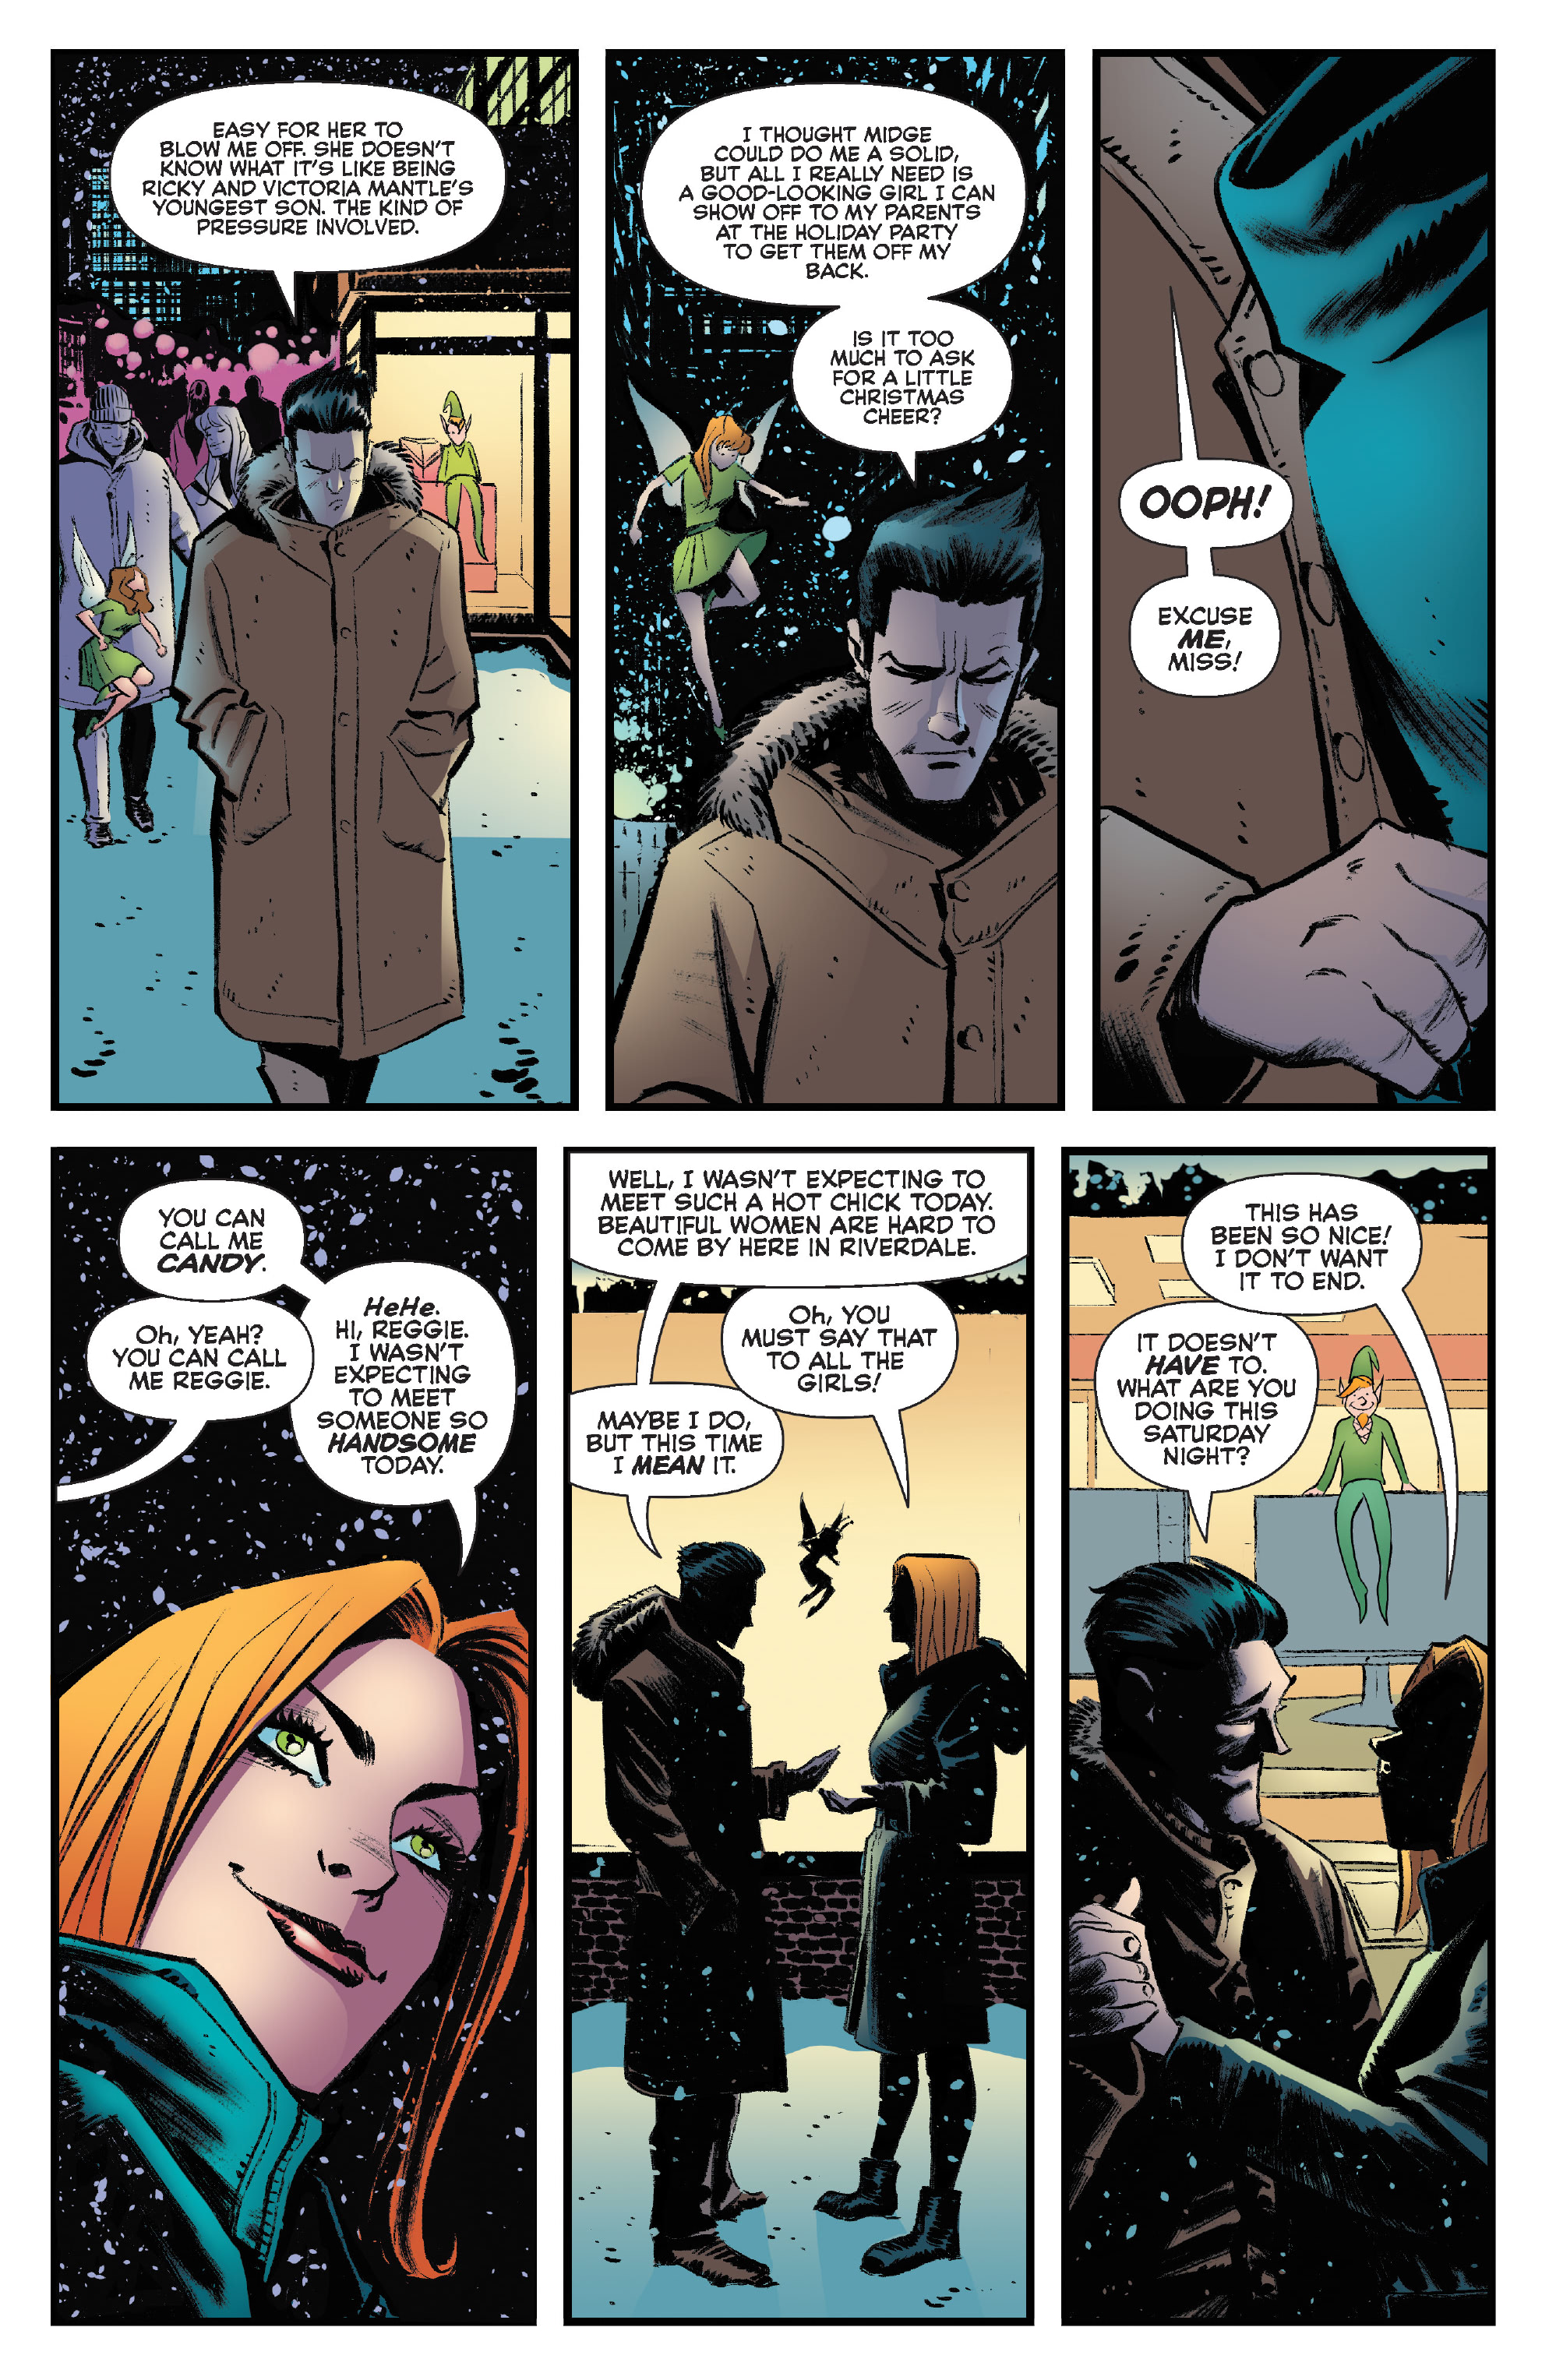 EASY FOR HER TO
BLOW ME OFF. SHE DOESN'T
KNOW WHAT IT'S LIKE BEING
RICKY AND VICTORIA MANTLE'S
YOUNGEST SON. THE KIND OF
PRESSURE INVOLVED.
I THOUGHT MIDGE
COULD DO ME A SOLID,
BUT ALL I REALLY NEED IS
A GOOD-LOOKING GIRL I CAN
SHOW OFF TO MY PARENTS
AT THE HOLIDAY PARTY
TO GET THEM OFF MY
BACK.
IS IT TOO
MUCH TO ASK
FOR A LITTLE
CHRISTMAS
CHEER?
OOPH!
EXCUSE
ME,
MISS!
YOU CAN
CALL ME
CANDY.
Oh, YEAH?
YOU CAN CALL
ME REGGIE.
HeHe.
HI, REGGIE.
I WASN'T
EXPECTING
TO MEET
SOMEONE SO
HANDSOME
TODAY.
WELL, I WASN'T EXPECTING TO
MEET SUCH A HOT CHICK TODAY.
BEAUTIFUL WOMEN ARE HARD TO
COME BY HERE IN RIVERDALE.
Oh, YOU
MUST SAY THAT
TO ALL THE
GIRLS!
MAYBE I DO,
BUT THIS TIME
I MEAN IT.
THIS HAS
BEEN SO NICE!
I DON'T WANT
IT TO END.
IT DOESN'T
HAVE TO.
WHAT ARE YOU
DOING THIS
SATURDAY
NIGHT?